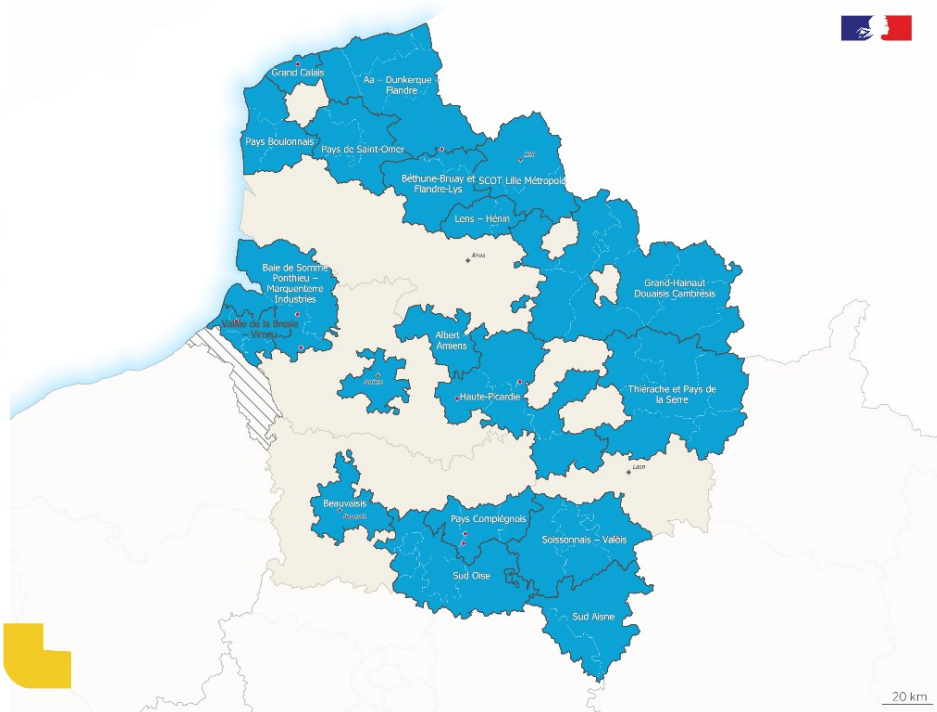 Grand Calais
Aa – Dunkerque –
Flandre
Pays Boulonnais
Pays de Saint-Omer
Lille
Béthune-Bruay et
Flandre-Lys
SCOT Lille Métropole
Lens – Hénin
Arras
Baie de Somme
Ponthieu –
Marquenterre
Industries
Grand-Hainaut
Douaisis Cambrésis
Vallée de la Bresle
– Vimeu
Albert
Amiens
Amiens
Haute-Picardie
Thiérache et Pays de
la Serre
Laon
Beauvaisis
Beauvais
Pays Compiégnois
Soissonnais – Valois
Sud Oise
Sud Aisne
20 km